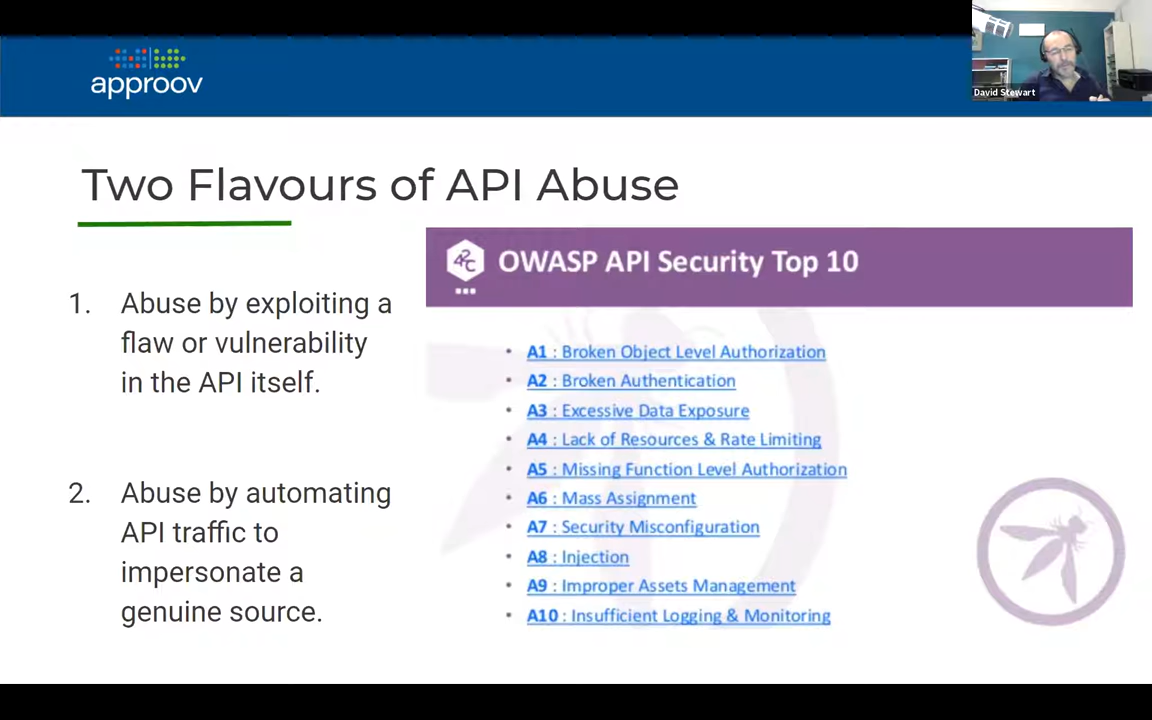 approov
David Stewart
Two Flavours of API Abuse
1. Abuse by exploiting a
flaw or vulnerability
in the API itself.
2. Abuse by automating
API traffic to
impersonate a
genuine source.
42C
OWASP API Security Top 10
• A1 : Broken Object Level Authorization
• A2 : Broken Authentication
• A3 : Excessive Data Exposure
• A4 : Lack of Resources & Rate Limiting
• A5 : Missing Function Level Authorization
• A6 : Mass Assignment
• A7 : Security Misconfiguration
• A8 : Injection
• A9 : Improper Assets Management
• A10 : Insufficient Logging & Monitoring